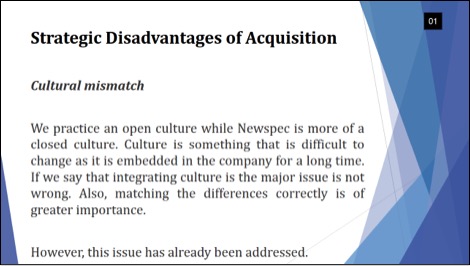 01
Strategic Disadvantages of Acquisition
Cultural mismatch
We practice an open culture while Newspec is more of a
closed culture. Culture is something that is difficult to
change as it is embedded in the company for a long time.
If we say that integrating culture is the major issue is not
wrong. Also, matching the differences correctly is of
greater importance.
However, this issue has already been addressed.